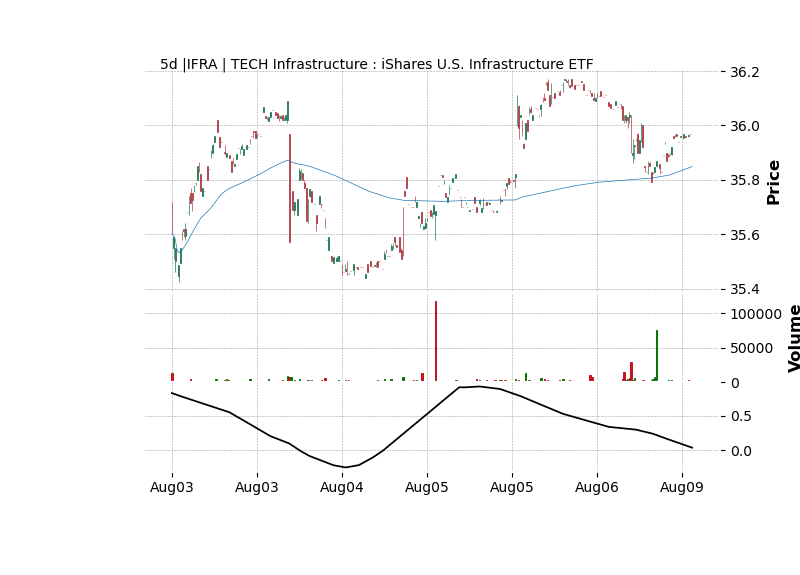 5d |IFRA | TECH Infrastructure : iShares U.S. Infrastructure ETF
36.2
36.0
35.8
35.6
35.4
Price
100000
50000
0
Volume
0.5
0.0
Aug03 Aug03 Aug04 Aug05 Aug05 Aug06 Aug09